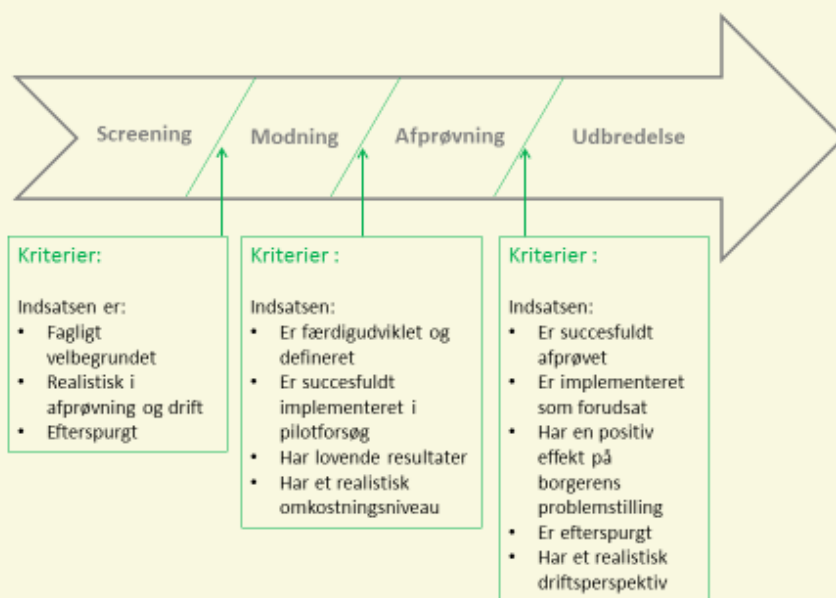 Screening
Modning
Afprøvning
Udbredelse
Kriterier:
Indsatsen er:
• Fagligt
velbegrundet
• Realistisk i
afprøvning og drift
• Efterspurgt
Kriterier :
Indsatsen:
• Er færdigudviklet og
defineret
• Er succesfuldt
implementeret i
pilotforsøg
• Har lovende resultater
• Har et realistisk
omkostningsniveau
Kriterier :
Indsatsen:
• Er succesfuldt
afprøvet
• Er implementeret
som forudsat
• Har en positiv
effekt på
borgerens
problemstilling
• Er efterspurgt
• Har et realistisk
driftsperspektiv